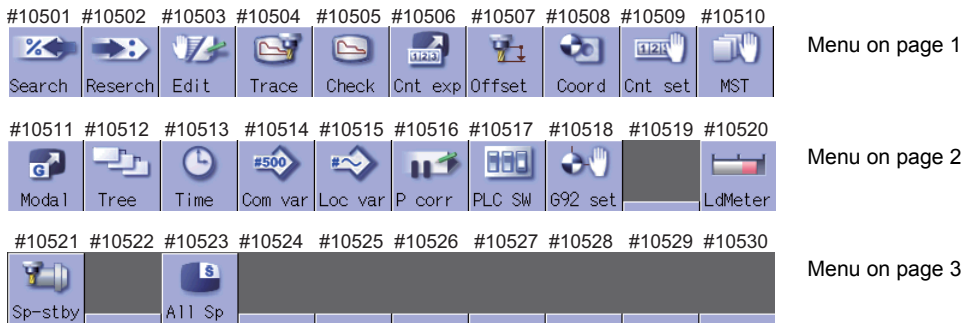 #10501 #10502 #10503 #10504 #10505 #10506 #10507 #10508 #10509 #10510
Search Reserch Edit Trace Check Cnt exp Offset Coord Cnt set MST
Menu on page 1
#10511 #10512 #10513 #10514 #10515 #10516 #10517 #10518 #10519 #10520
G #500 #
Modal Tree Time Com var Loc var P corr PLC SW G92 set LdMeter
Menu on page 2
#10521 #10522 #10523 #10524 #10525 #10526 #10527 #10528 #10529 #10530
S
Sp-stby All Sp
Menu on page 3